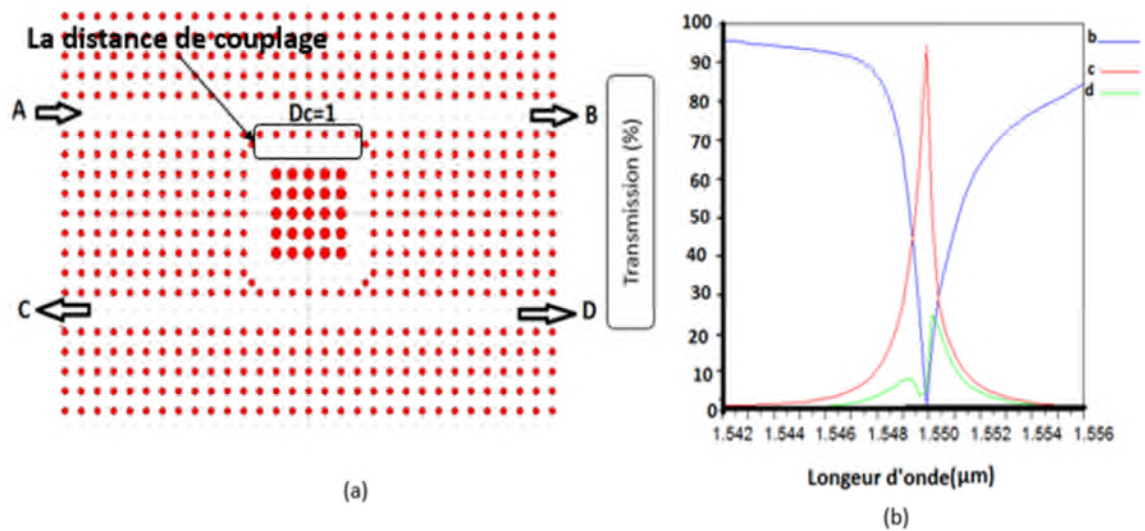 La distance de couplage
A
Dc=1
B
C
D
(a)
Transmission (%)
100
90
80
70
60
50
40
30
20
10
0
1.542 1.544 1.546 1.548 1.550 1.552 1.554 1.556
Longeur d'onde(μm)
b
c
d
(b)